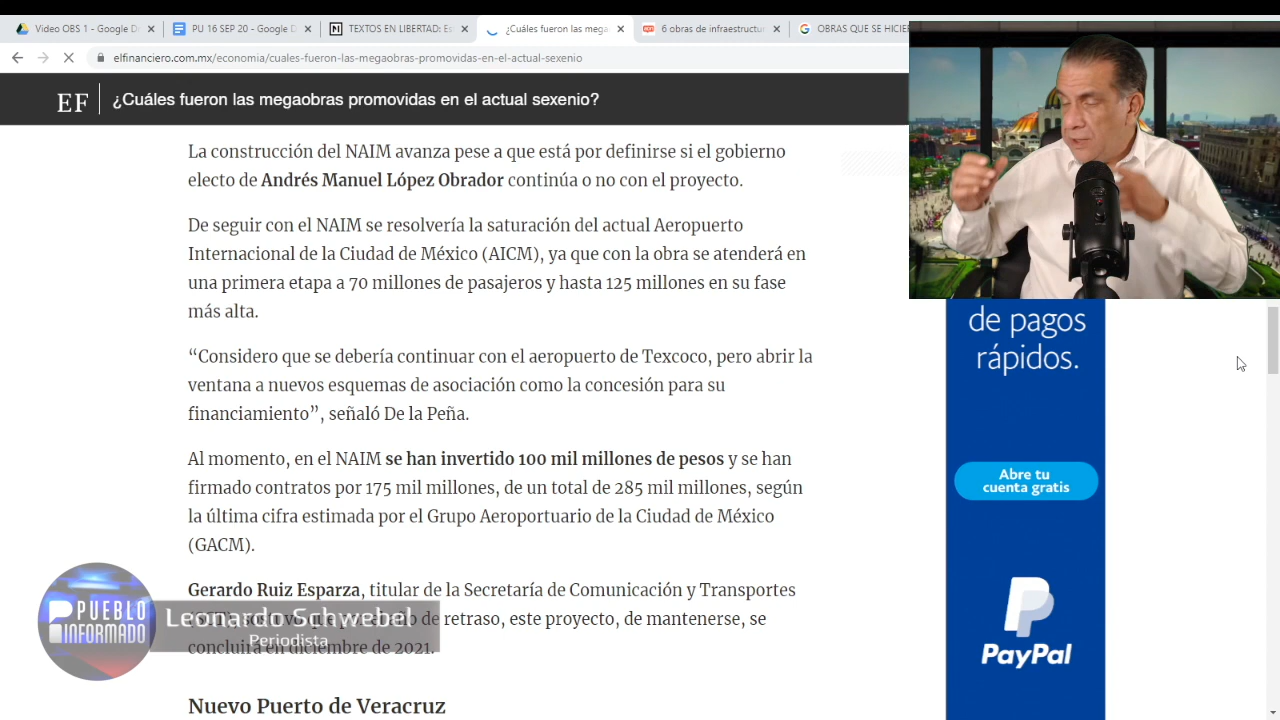 Video OBS 1 - Google D
PU 16 SEP 20 - Google D
TEXTOS EN LIBERTAD: Es
¿Cuáles fueron las mega
6 obras de infraestructur
OBRAS QUE SE HICIE
elfinanciero.com.mx/economia/cuales-fueron-las-megaobras-promovidas-en-el-actual-sexenio
EF ¿Cuáles fueron las megaobras promovidas en el actual sexenio?
La construcción del NAIM avanza pese a que está por definirse si el gobierno
electo de Andrés Manuel López Obrador continúa o no con el proyecto.
De seguir con el NAIM se resolvería la saturación del actual Aeropuerto
Internacional de la Ciudad de México (AICM), ya que con la obra se atenderá en
una primera etapa a 70 millones de pasajeros y hasta 125 millones en su fase
más alta.
“Considero que se debería continuar con el aeropuerto de Texcoco, pero abrir la
ventana a nuevos esquemas de asociación como la concesión para su
financiamiento”, señaló De la Peña.
Al momento, en el NAIM se han invertido 100 mil millones de pesos y se han
firmado contratos por 175 mil millones, de un total de 285 mil millones, según
la última cifra estimada por el Grupo Aeroportuario de la Ciudad de México
(GACM).
Gerardo Ruiz Esparza, titular de la Secretaría de Comunicación y Transportes
de retraso, este proyecto, de mantenerse, se
concluirá en diciembre de 2021.
Nuevo Puerto de Veracruz
PUEBLO
INFORMADO
Leonardo Schwebel
Periodista
de pagos
rápidos.
Abre tu
cuenta gratis
PayPal